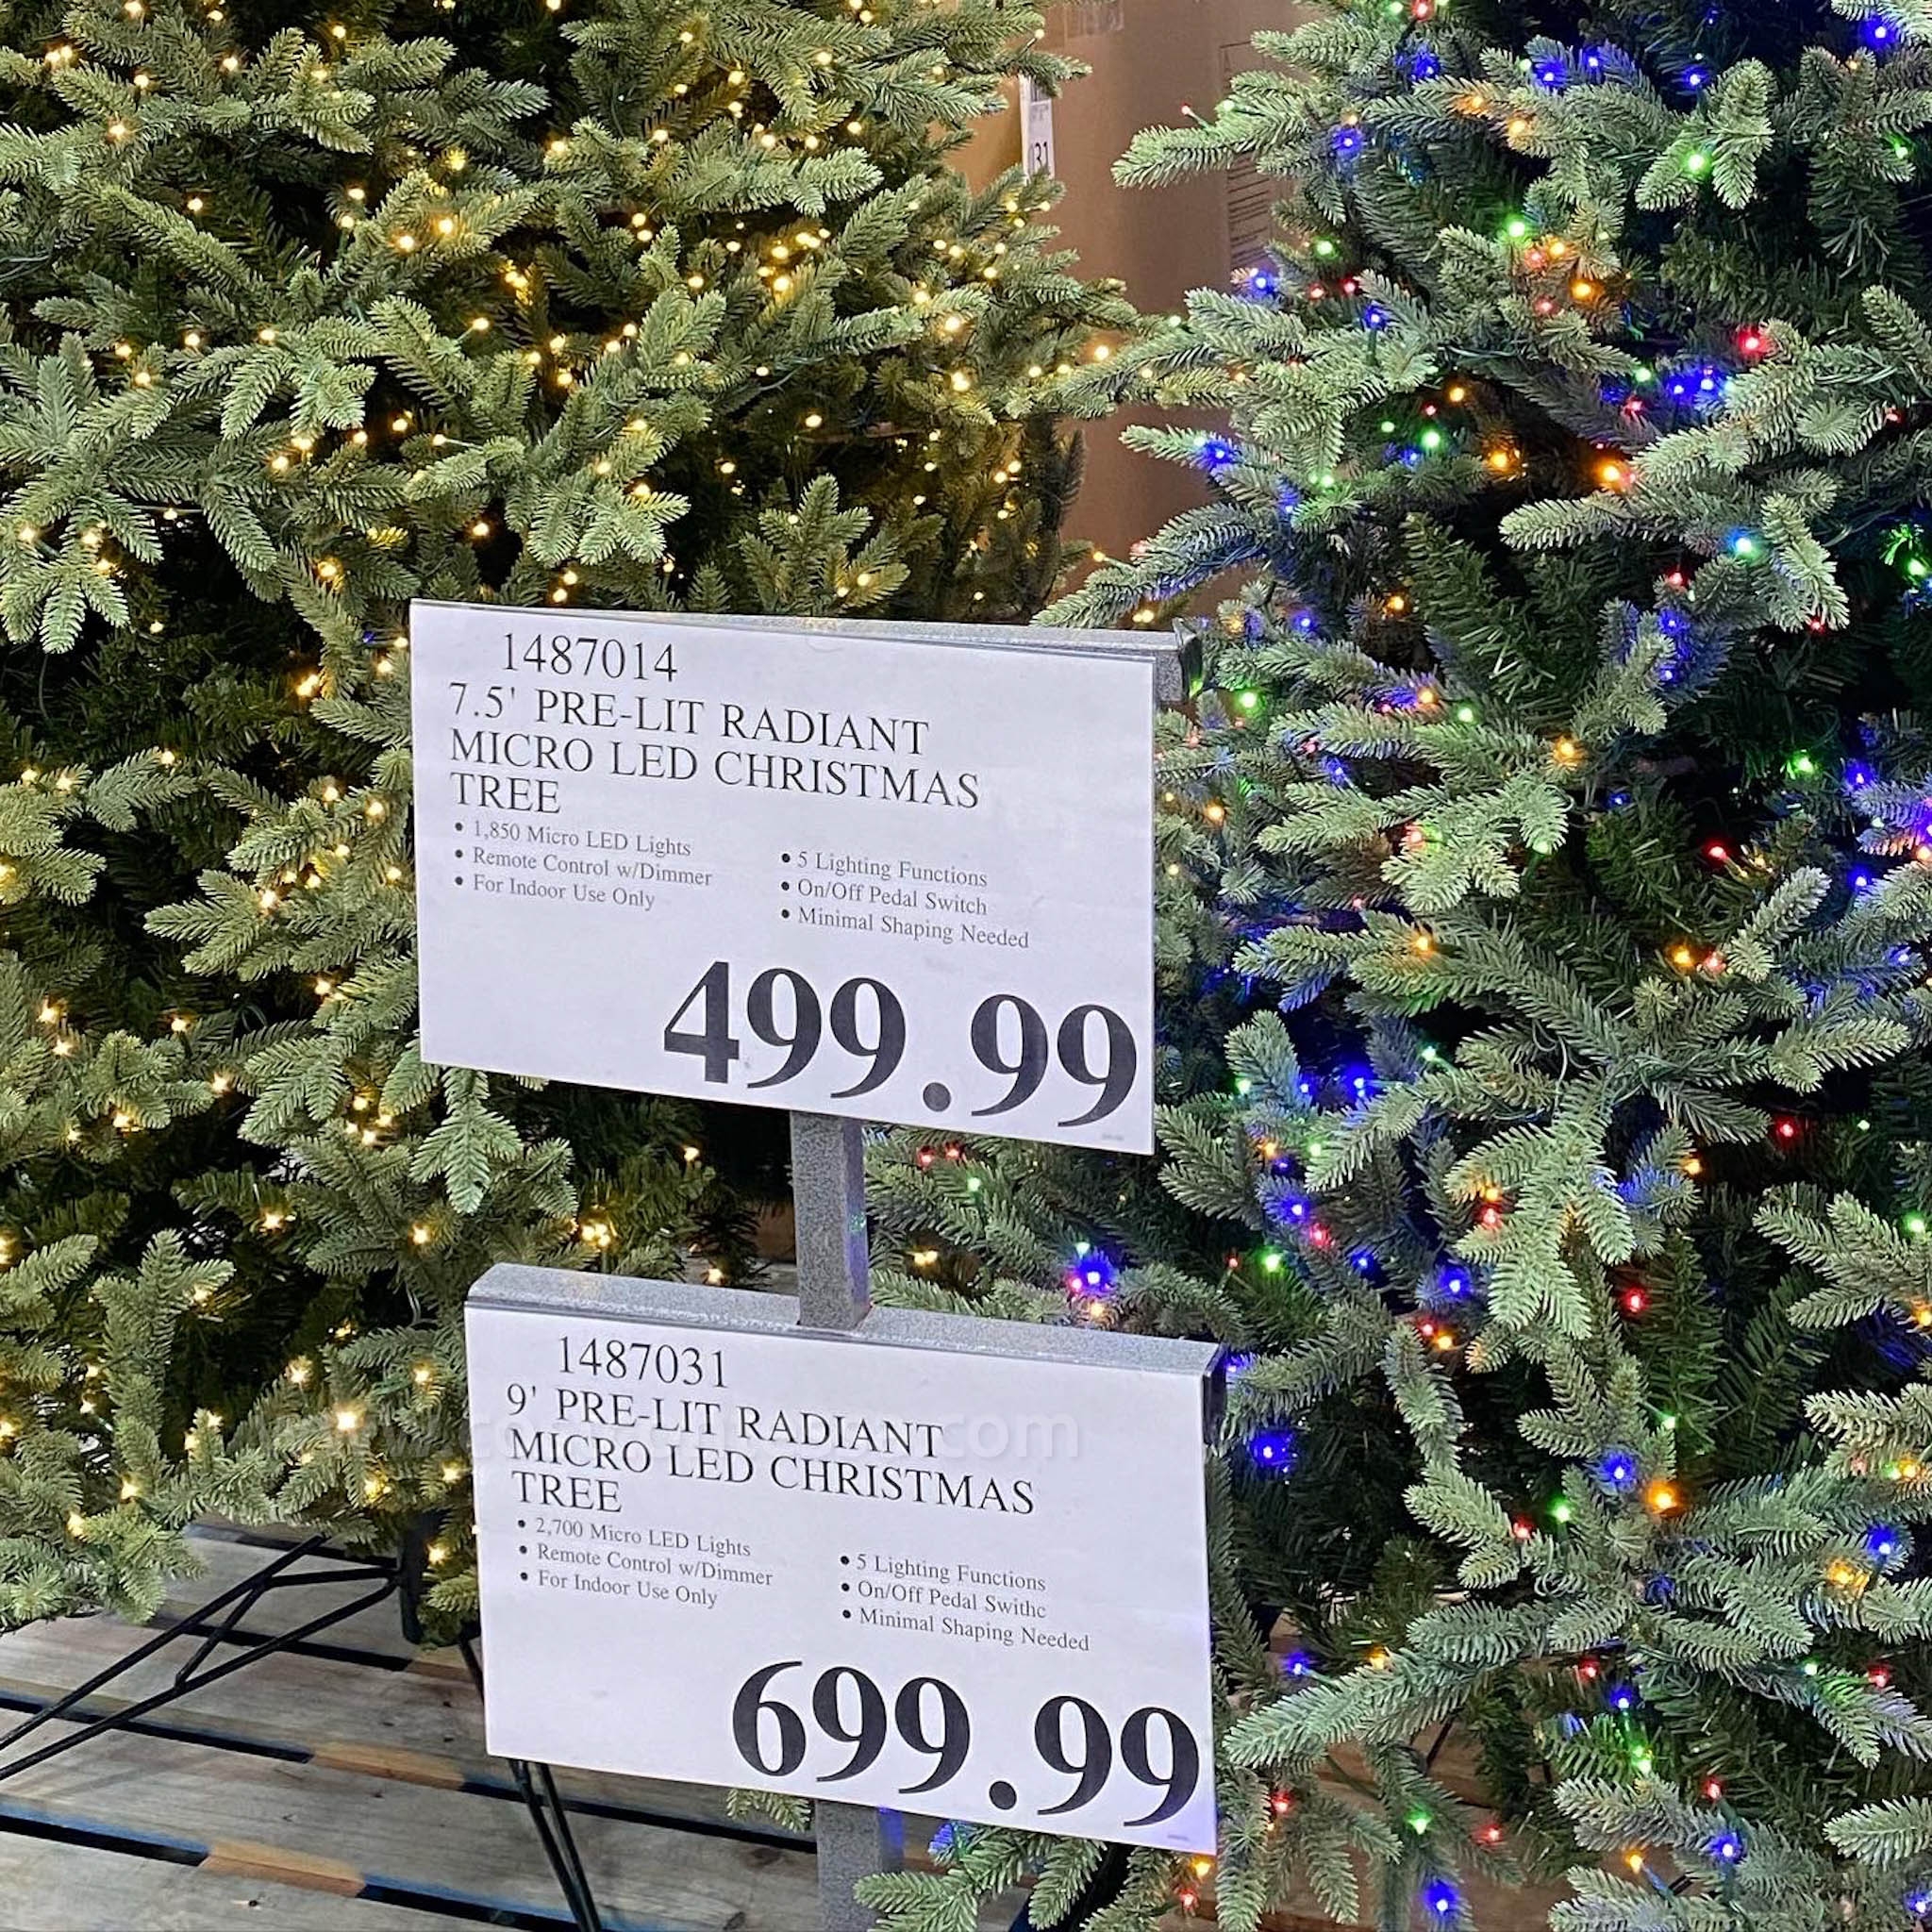 31
1487014
7.5' PRE-LIT RADIANT
MICRO LED CHRISTMAS
TREE
• 1,850 Micro LED Lights
• Remote Control w/Dimmer
• For Indoor Use Only
• 5 Lighting Functions
• On/Off Pedal Switch
• Minimal Shaping Needed
499.99
1487031
9' PRE-LIT RADIANT
MICRO LED CHRISTMAS
TREE
• 2,700 Micro LED Lights
• Remote Control w/Dimmer
• For Indoor Use Only
• 5 Lighting Functions
• On/Off Pedal Swithc
• Minimal Shaping Needed
699.99